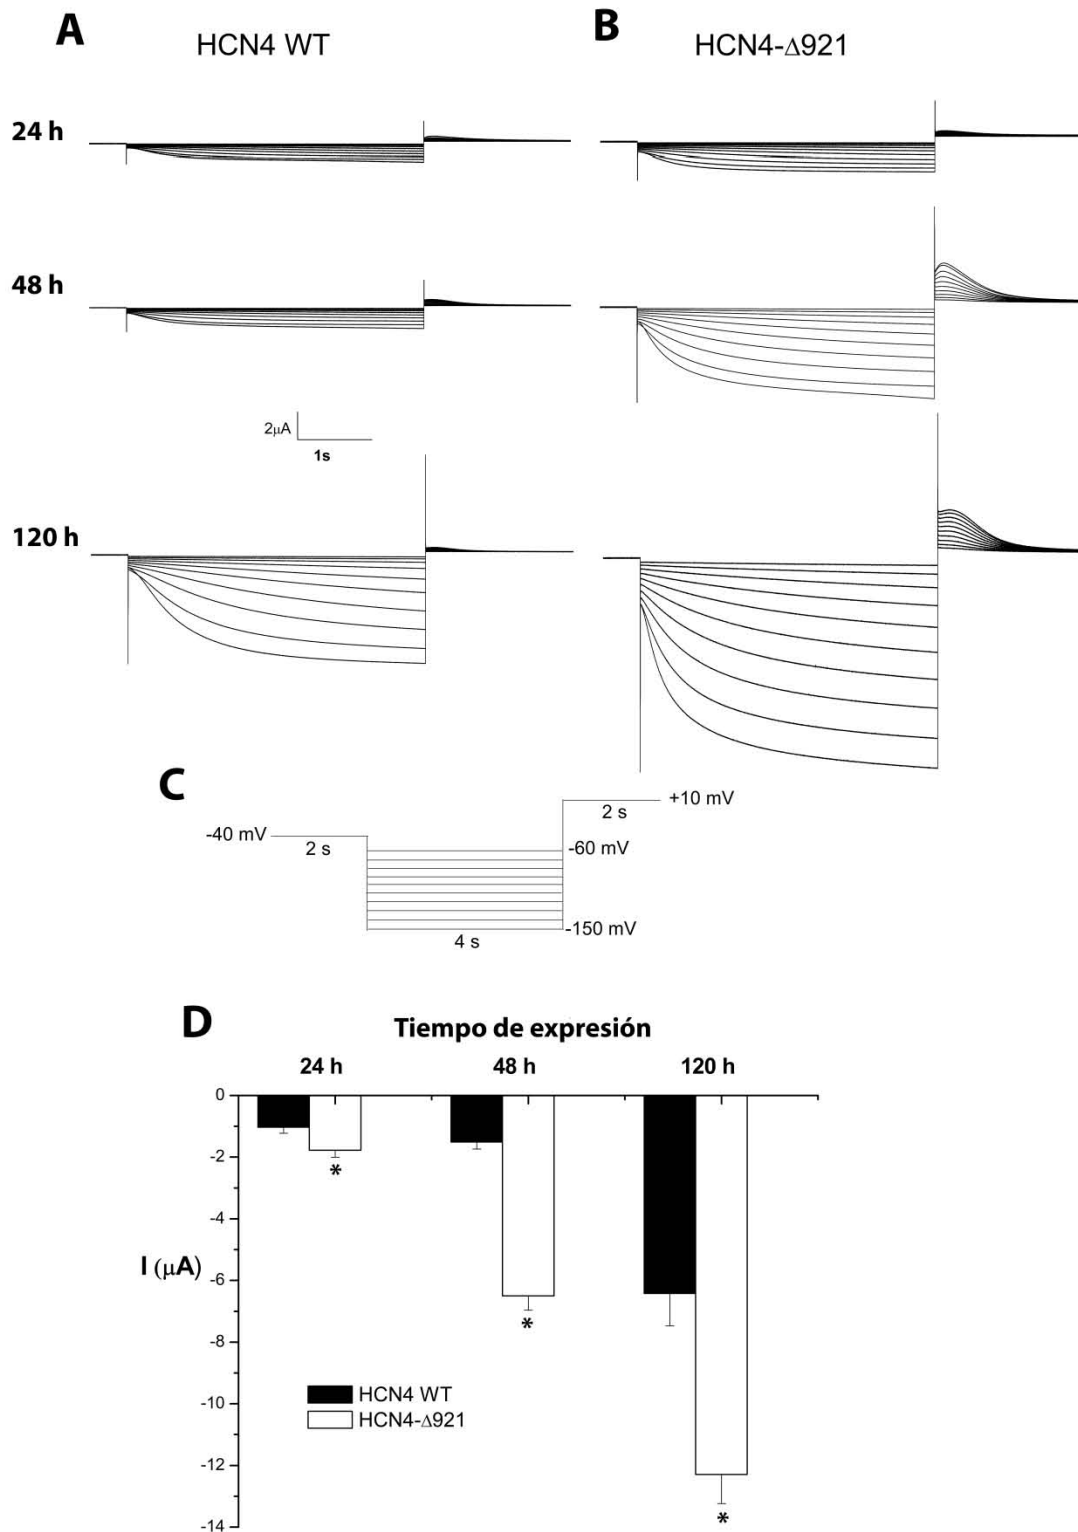 A
HCN4 WT
B
HCN4-Δ921
24 h
48 h
2μA
1s
120 h
C
-40 mV
2 s
+10 mV
2 s
-60 mV
-150 mV
4 s
D
Tiempo de expresión
24 h
48 h
120 h
0
-2
-4
-6
-8
-10
-12
-14
I (μA)
*
*
*
HCN4 WT
HCN4-Δ921